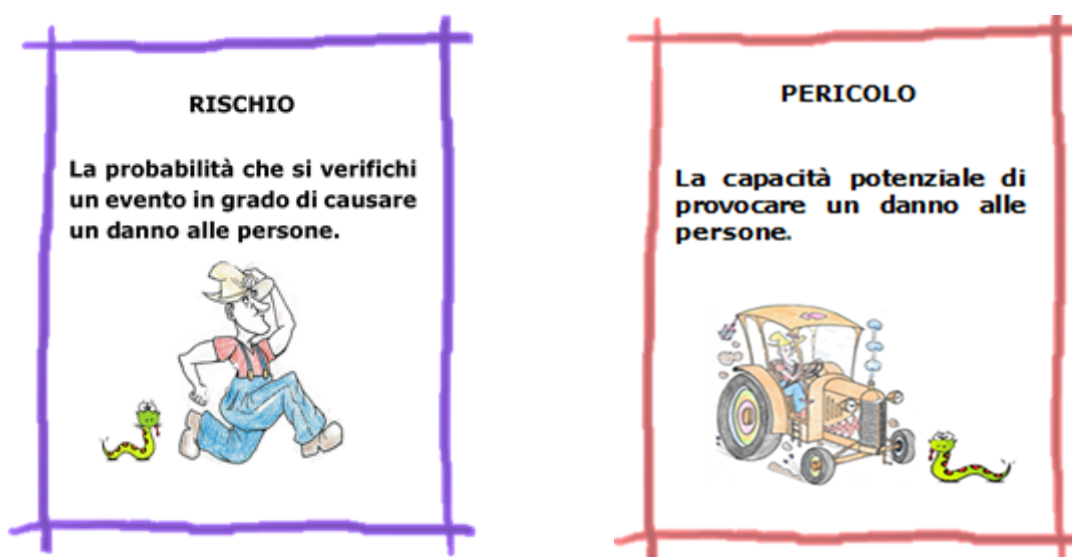 RISCHIO
La probabilità che si verifichi
un evento in grado di causare
un danno alle persone.
PERICOLO
La capacità potenziale di
provocare un danno alle
persone.